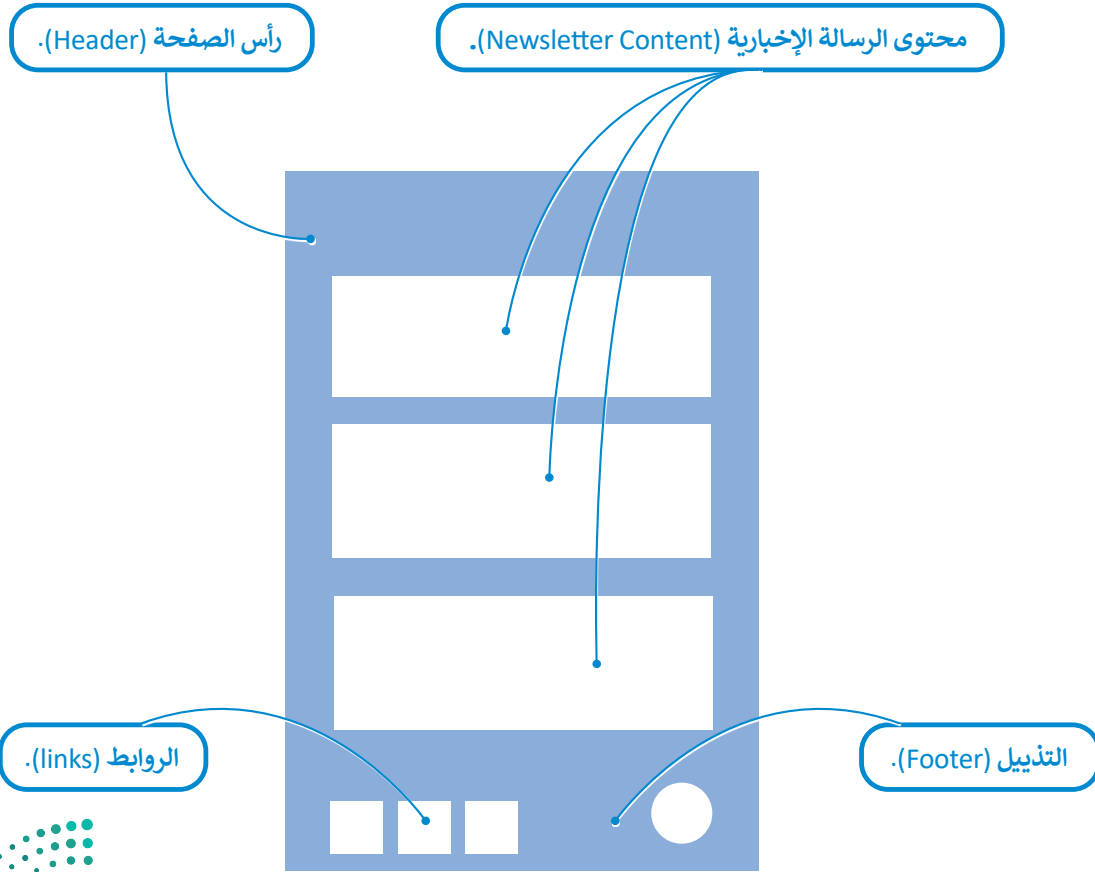 محتوى الرسالة الإخبارية (Newsletter Content).
رأس الصفحة (Header).
التذييل (Footer).
الروابط (links).